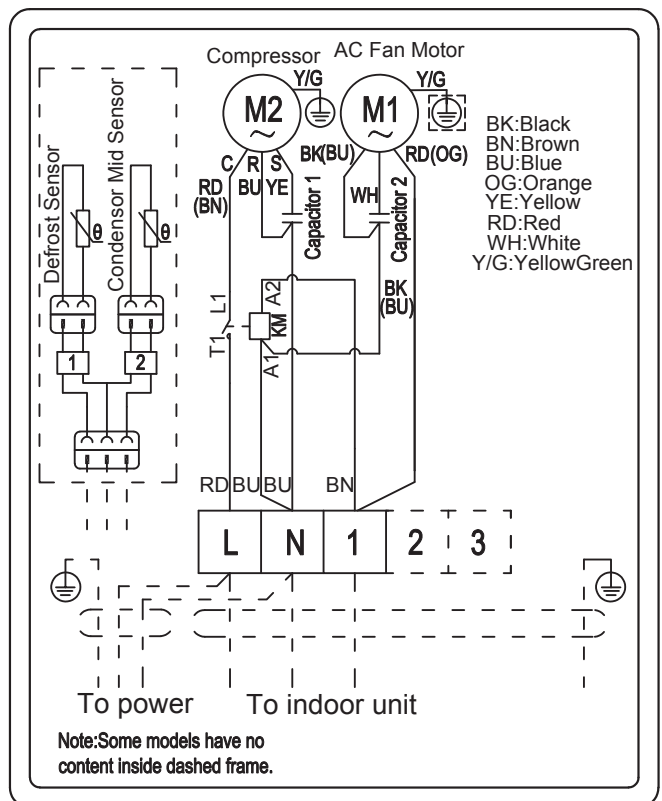 Compressor
AC Fan Motor
Y/G
Y/G
M2
~
M1
~
BK:Black
BN:Brown
BU:Blue
OG:Orange
YE:Yellow
RD:Red
WH:White
Y/G:YellowGreen
Defrost Sensor
Condensor Mid Sensor
θ
θ
C R S
BK(BU)
RD(OG)
RD
(BN)
BU
YE
Capacitor 1
WH
Capacitor 2
BK
(BU)
L1
T1
A2
KM
A1
1
2
RD
BU
BU
BN
L
N
1
2
3
To power
To indoor unit
Note:Some models have no
content inside dashed frame.